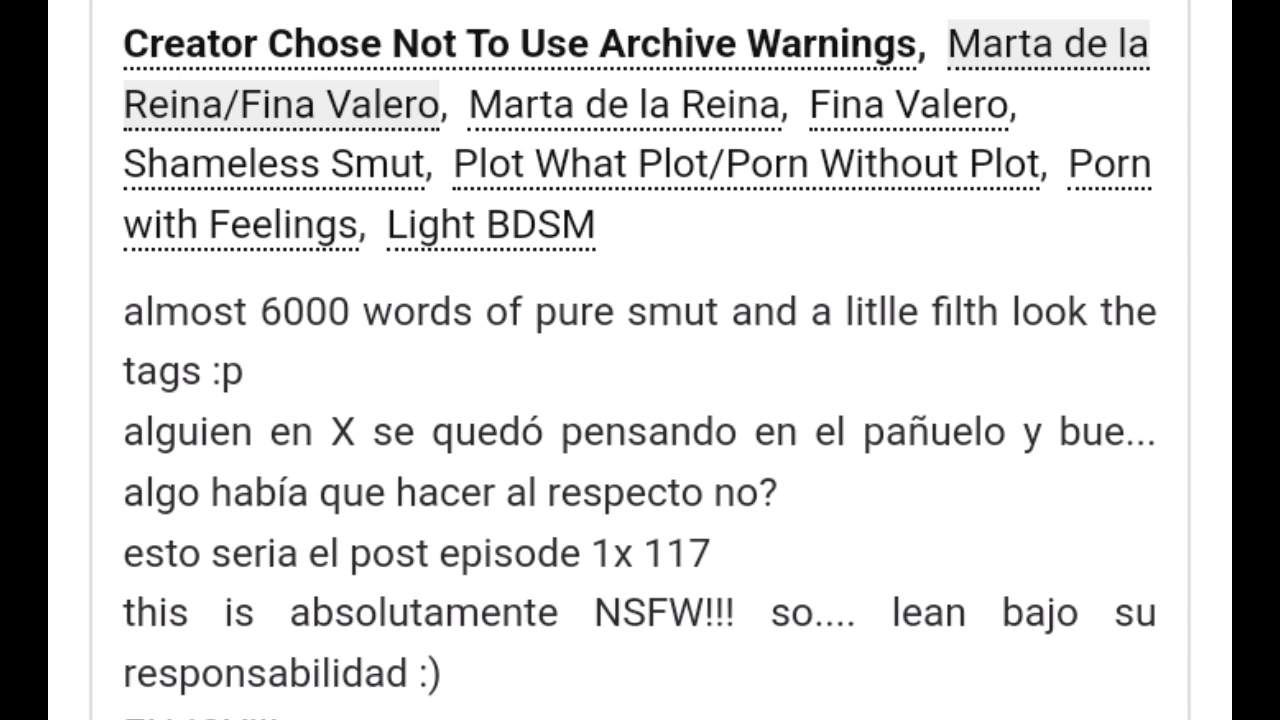 Creator Chose Not To Use Archive Warnings, Marta de la
Reina/Fina Valero, Marta de la Reina, Fina Valero,
Shameless Smut, Plot What Plot/Porn Without Plot, Porn
with Feelings, Light BDSM
almost 6000 words of pure smut and a litlle filth look the
tags :p
alguien en X se quedó pensando en el pañuelo y bue...
algo había que hacer al respecto no?
esto seria el post episode 1x 117
this is absolutamente NSFW!!! so.... lean bajo su
responsabilidad :)